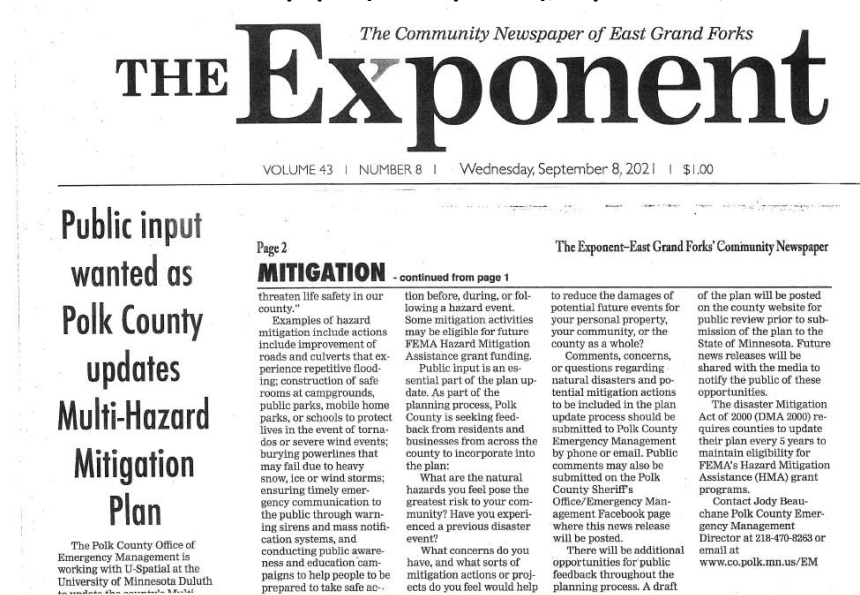 The Community Newspaper of East Grand Forks
THE Exponent
VOLUME 43 | NUMBER 8 | Wednesday, September 8, 2021 | $1.00
Public input
wanted as
Polk County
updates
Multi-Hazard
Mitigation
Plan
The Polk County Office of
Emergency Management is
working with U-Spatial at the
University of Minnesota Duluth
Page 2
The Exponent–East Grand Forks' Community Newspaper
MITIGATION - continued from page 1
threaten life safety in our
county."
Examples of hazard
mitigation include actions
include improvement of
roads and culverts that ex-
perience repetitive flood-
ing; construction of safe
rooms at campgrounds,
public parks, mobile home
parks, or schools to protect
lives in the event of torna-
dos or severe wind events;
burying powerlines that
may fail due to heavy
snow, ice or wind storms;
ensuring timely emer-
gency communication to
the public through warn-
ing sirens and mass notifi-
cation systems, and
conducting public aware-
ness and education cam-
paigns to help people to be
prepared to take safe ac-
tion before, during, or fol-
lowing a hazard event.
Some mitigation activities
may be eligible for future
FEMA Hazard Mitigation
Assistance grant funding.
Public input is an es-
sential part of the plan up-
date. As part of the
planning process, Polk
County is seeking feed-
back from residents and
businesses from across the
county to incorporate into
the plan:
What are the natural
hazards you feel pose the
greatest risk to your com-
munity? Have you experi-
enced a previous disaster
event?
What concerns do you
have, and what sorts of
mitigation actions or proj-
ects do you feel would help
to reduce the damages of
potential future events for
your personal property,
your community, or the
county as a whole?
Comments, concerns,
or questions regarding
natural disasters and po-
tential mitigation actions
to be included in the plan
update process should be
submitted to Polk County
Emergency Management
by phone or email. Public
comments may also be
submitted on the Polk
County Sheriff's
Office/Emergency Man-
agement Facebook page
where this news release
will be posted.
There will be additional
opportunities for public
feedback throughout the
planning process. A draft
of the plan will be posted
on the county website for
public review prior to sub-
mission of the plan to the
State of Minnesota. Future
news releases will be
shared with the media to
notify the public of these
opportunities.
The disaster Mitigation
Act of 2000 (DMA 2000) re-
quires counties to update
their plan every 5 years to
maintain eligibility for
FEMA's Hazard Mitigation
Assistance (HMA) grant
programs.
Contact Jody Beau-
chane Polk County Emer-
gency Management
Director at 218-470-8263 or
email at
www.co.polk.mn.us/EM